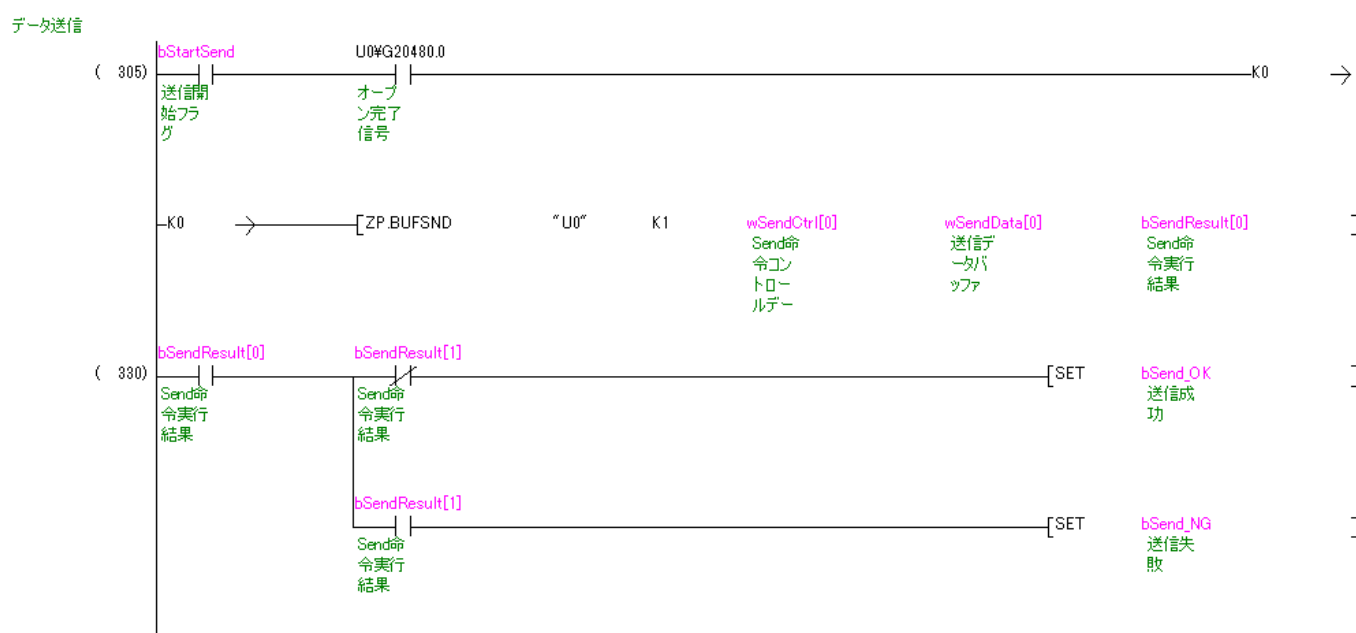 データ送信
bStartSend U0¥G20480.0
( 305) K0
送信開 オープ
始フラ ン完了
グ 信号
K0 ZP.BUFSND "U0" K1 wSendCtrl[0] wSendData[0] bSendResult[0]
Send命 送信デ Send命
令コン ータバ 令実行
トロー ッファ 結果
ルデー
bSendResult[0] bSendResult[1]
( 330) SET bSend_OK
Send命 Send命 送信成
令実行 令実行 功
結果 結果
bSendResult[1]
SET bSend_NG
Send命 送信失
令実行 敗
結果